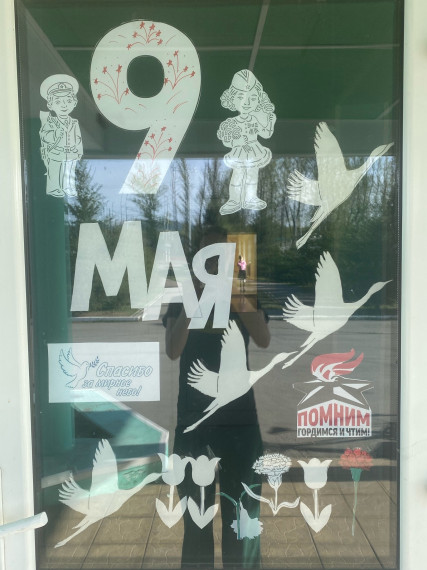 9
МАЯ
Спасибо
за мирное
небо!
ПОМНИМ
ГОРДИМСЯ И ЧТИМ!